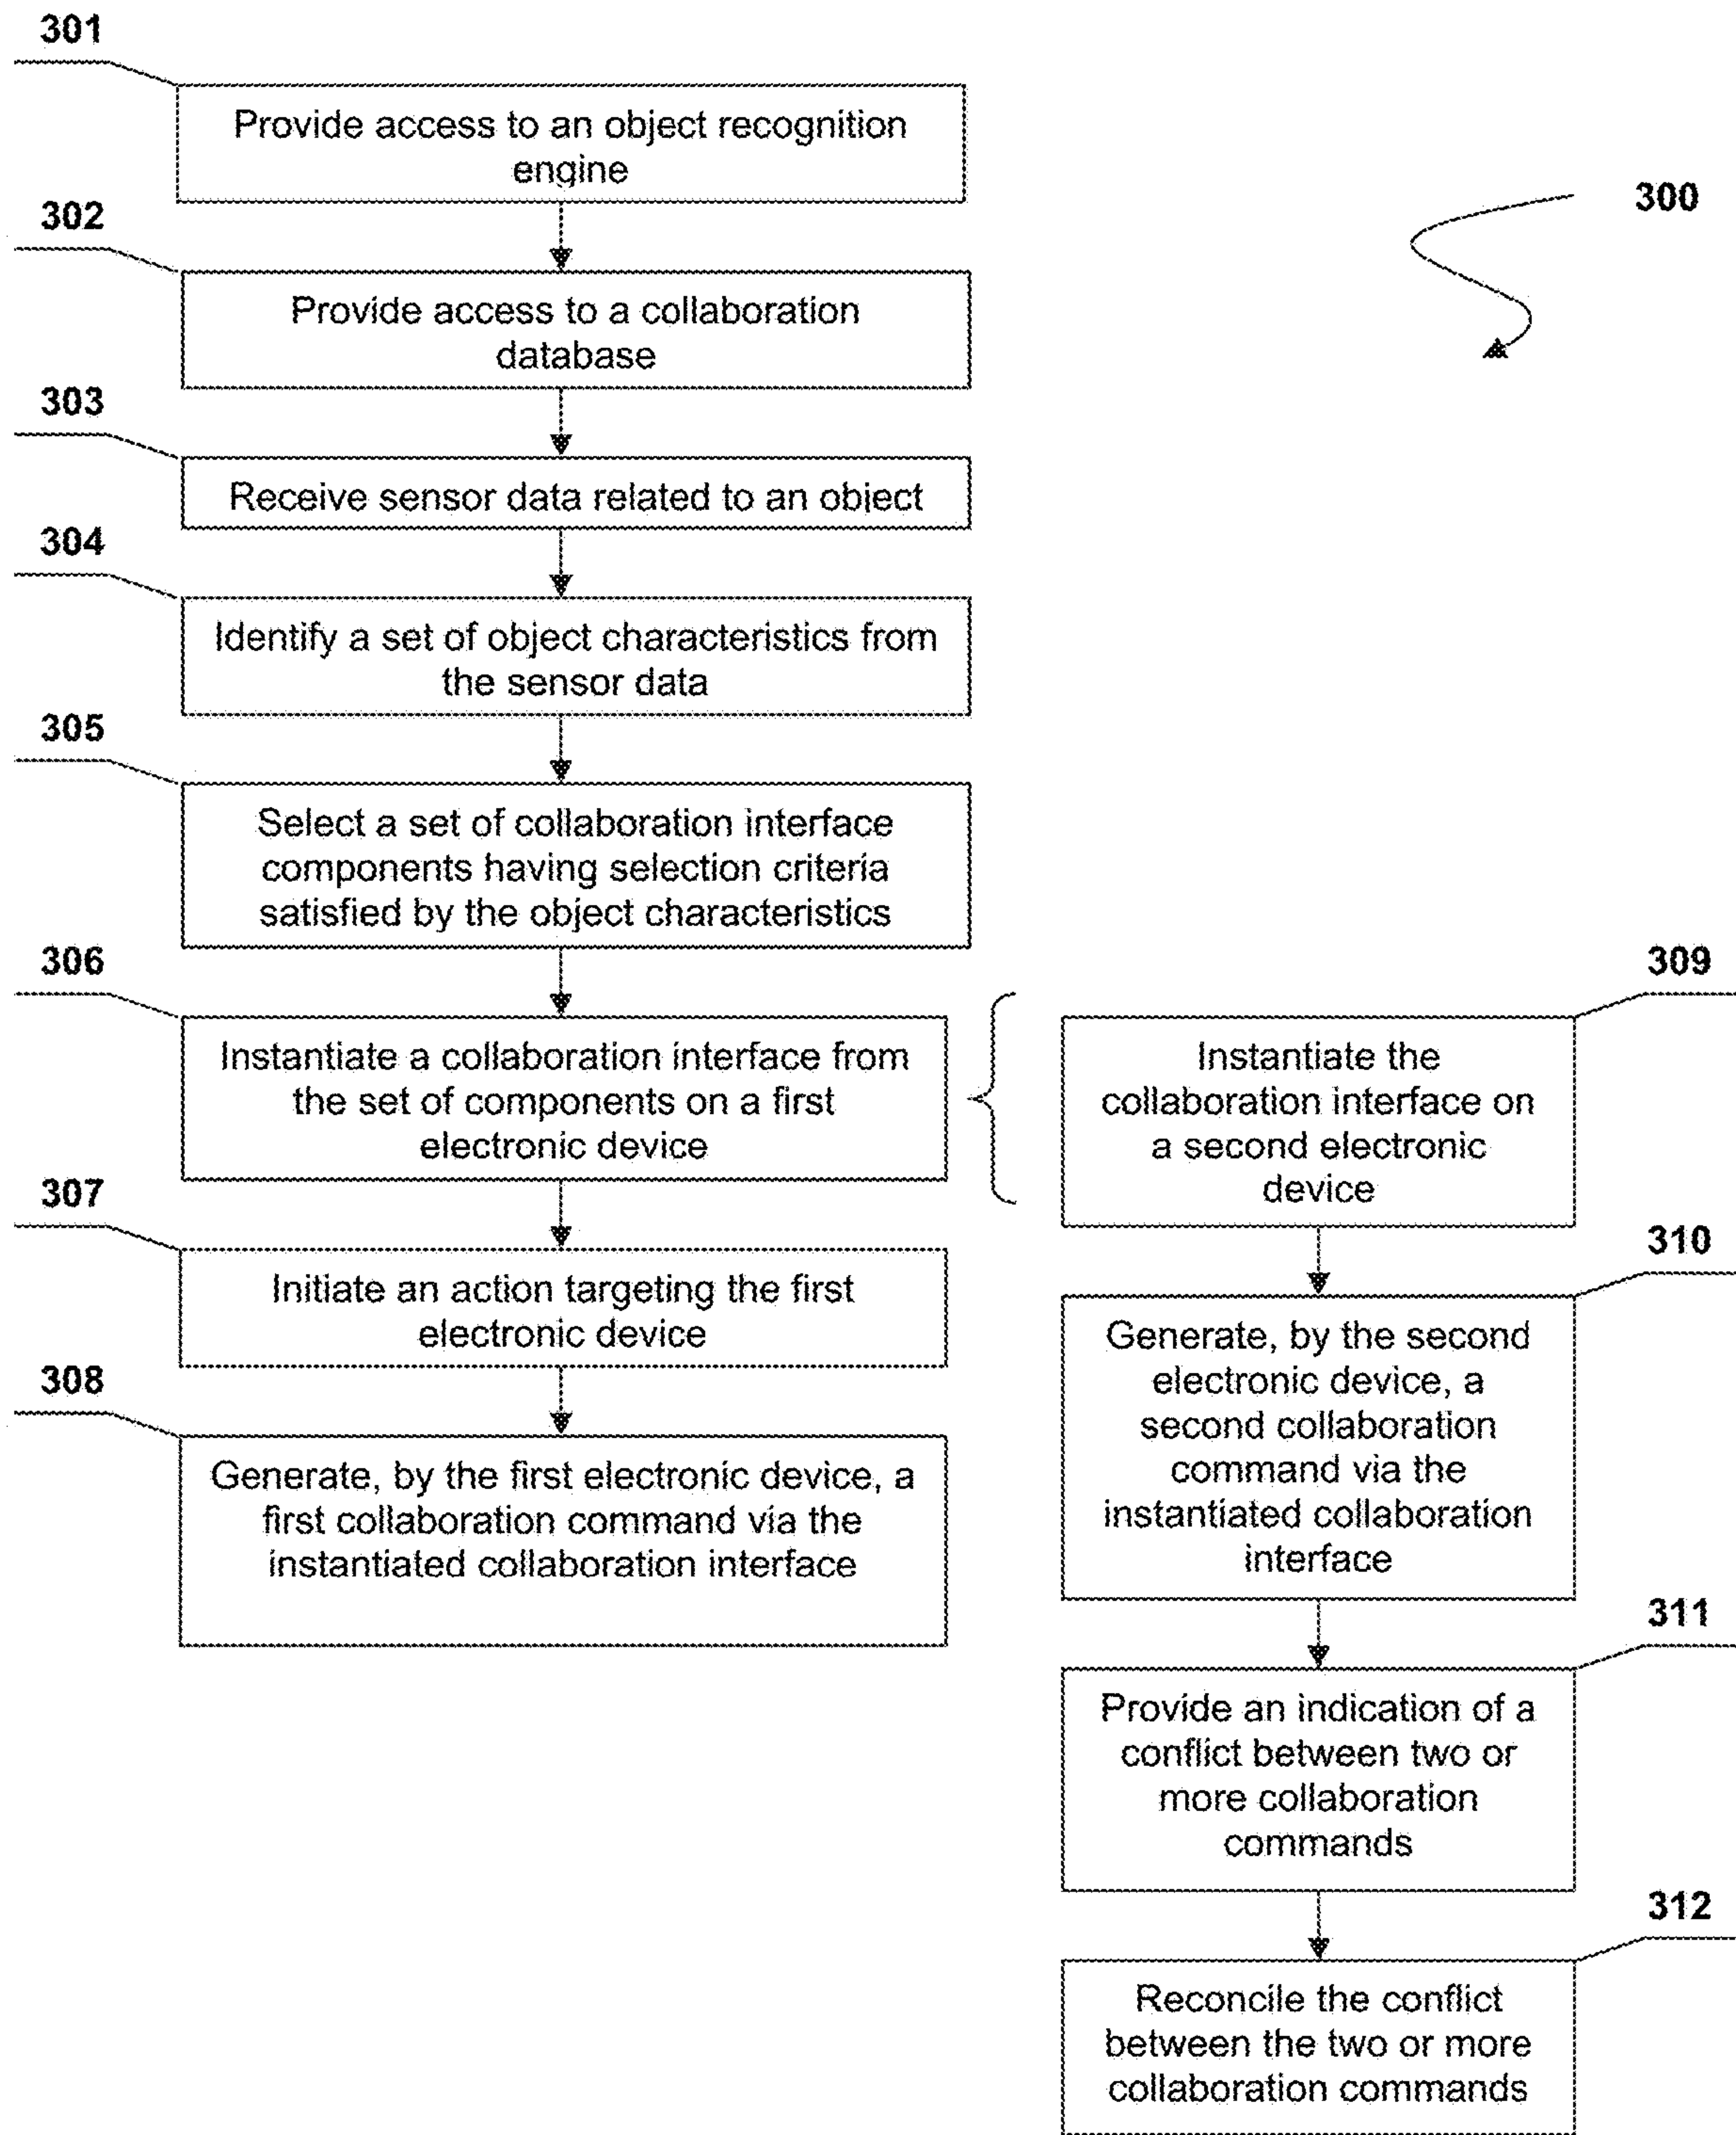 301
Provide access to an object recognition
engine
302
Provide access to a collaboration
database
303
Receive sensor data related to an object
304
Identify a set of object characteristics from
the sensor data
305
Select a set of collaboration interface
components having selection criteria
satisfied by the object characteristics
306
Instantiate a collaboration interface from
the set of components on a first
electronic device
307
Initiate an action targeting the first
electronic device
308
Generate, by the first electronic device, a
first collaboration command via the
instantiated collaboration interface
300
309
Instantiate the
collaboration interface on
a second electronic
device
310
Generate, by the second
electronic device, a
second collaboration
command via the
instantiated collaboration
interface
311
Provide an indication of a
conflict between two or
more collaboration
commands
312
Reconcile the conflict
between the two or more
collaboration commands